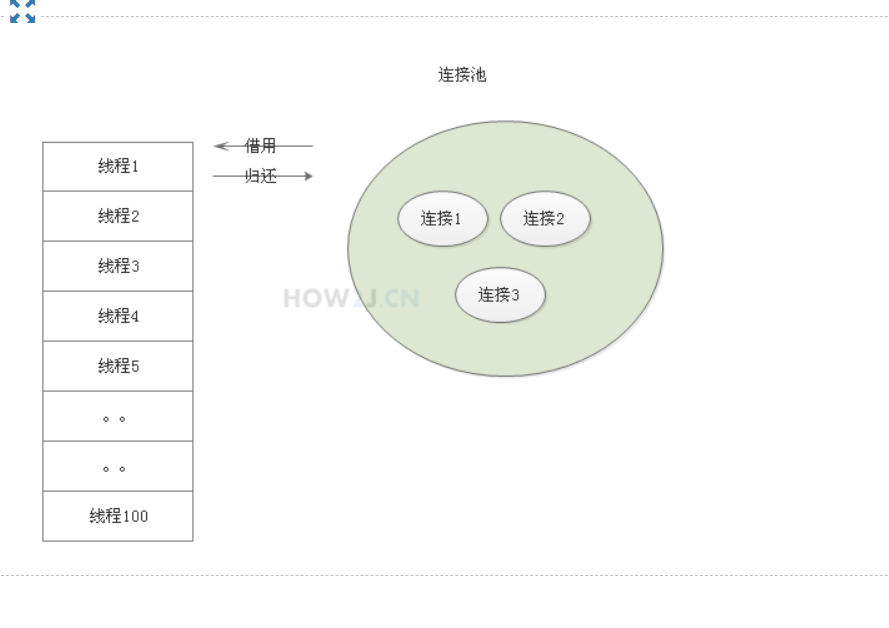 连接池
借用
归还
线程1
线程2
线程3
线程4
线程5
。。
。。
线程100
连接1
连接2
连接3
HOW2J.CN